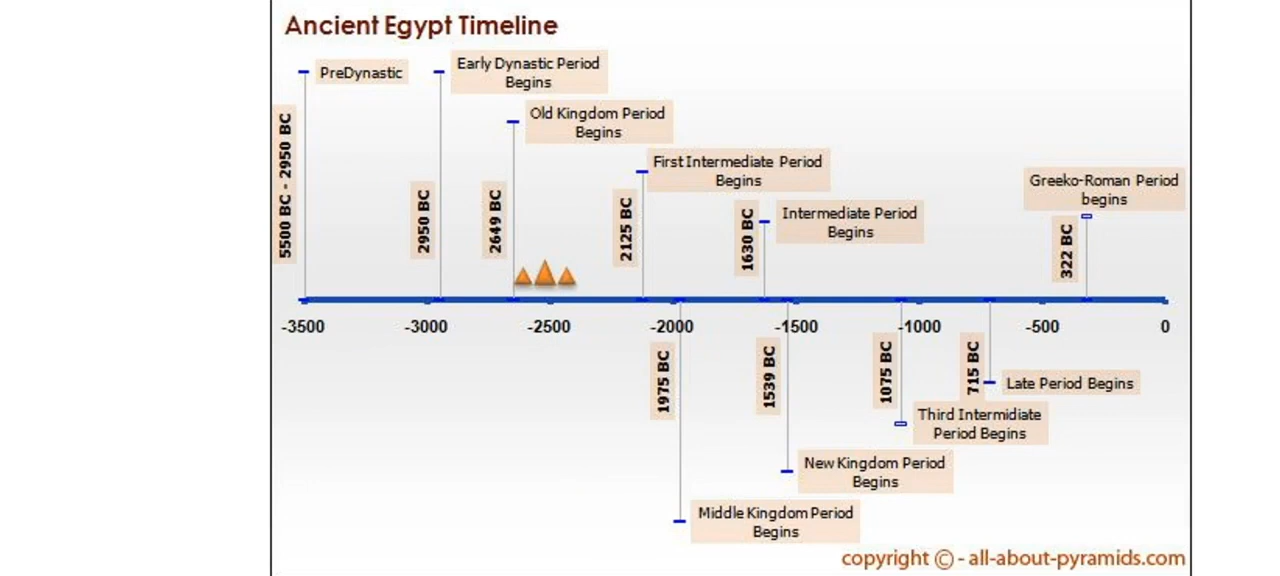 Ancient Egypt Timeline
PreDynastic
Early Dynastic Period
Begins
Old Kingdom Period
Begins
First Intermediate Period
Begins
Intermediate Period
Begins
Greeko-Roman Period
begins
5500 BC - 2950 BC
2950 BC
2649 BC
2125 BC
1630 BC
322 BC
-3500
-3000
-2500
-2000
-1500
-1000
-500
0
1975 BC
1539 BC
1075 BC
715 BC
Late Period Begins
Third Intermidiate
Period Begins
New Kingdom Period
Begins
Middle Kingdom Period
Begins
copyright © - all-about-pyramids.com